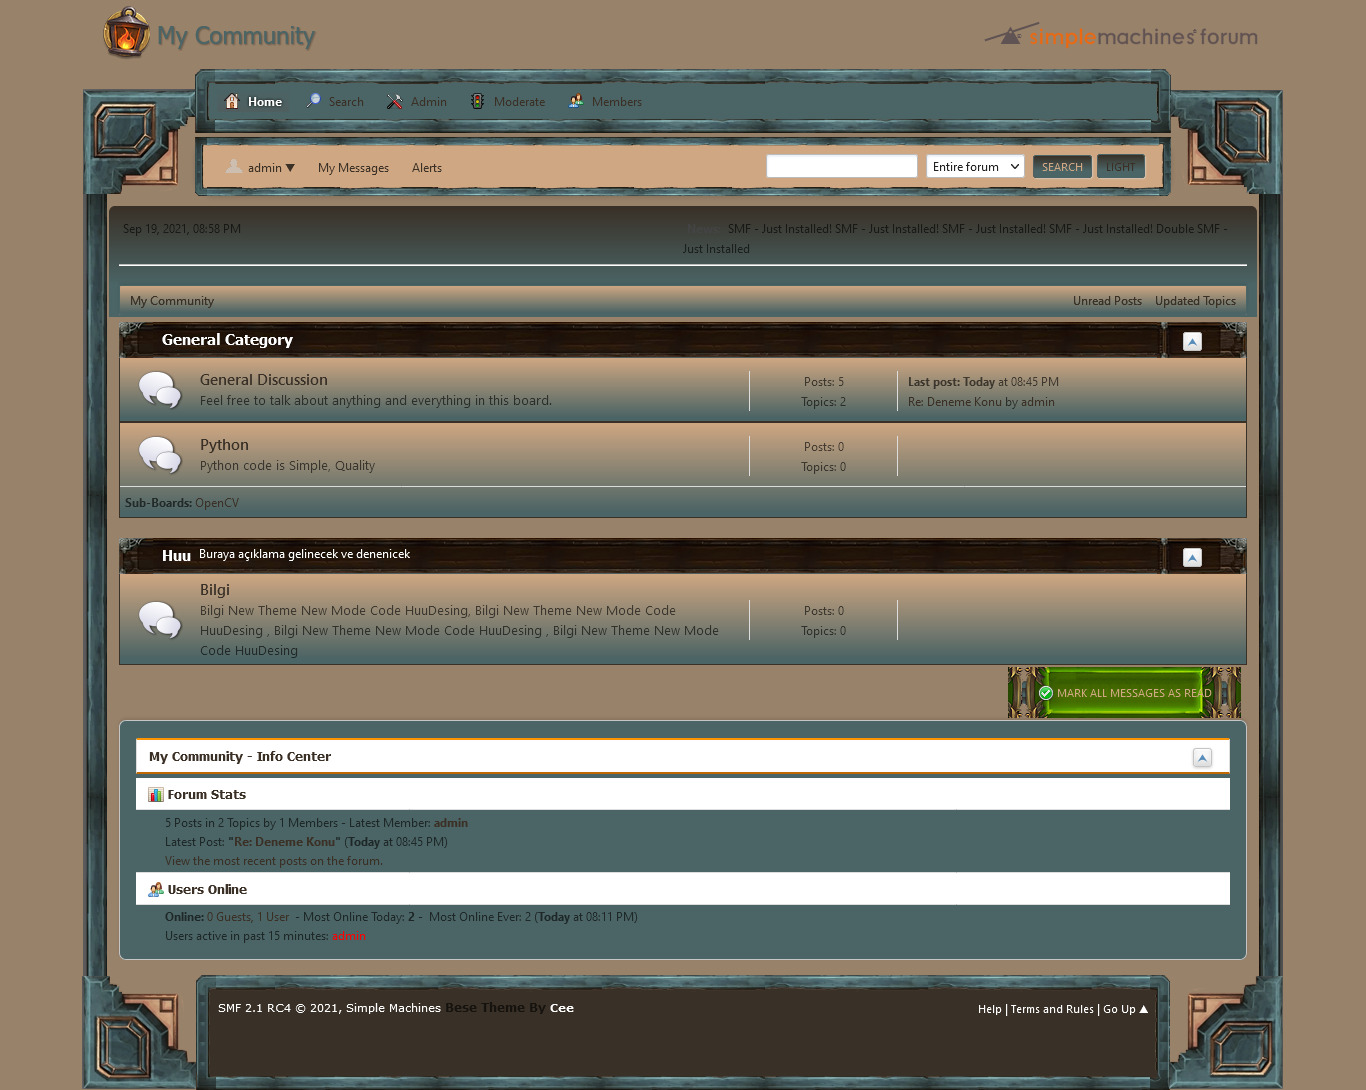 My Community
simplemachines forum
Home Search Admin Moderate Members
admin ▼ My Messages Alerts Entire forum SEARCH LIGHT
Sep 19, 2021, 08:58 PM
News: SMF - Just Installed! SMF - Just Installed! SMF - Just Installed! SMF - Just Installed! Double SMF -
Just Installed
My Community Unread Posts Updated Topics
General Category
General Discussion
Feel free to talk about anything and everything in this board.
Posts: 5
Topics: 2
Last post: Today at 08:45 PM
Re: Deneme Konu by admin
Python
Python code is Simple, Quality
Posts: 0
Topics: 0
Sub-Boards: OpenCV
Huu Buraya açıklama gelinecek ve denenicek
Bilgi
Bilgi New Theme New Mode Code HuuDesing, Bilgi New Theme New Mode Code
HuuDesing , Bilgi New Theme New Mode Code HuuDesing , Bilgi New Theme New Mode
Code HuuDesing
Posts: 0
Topics: 0
MARK ALL MESSAGES AS READ
My Community - Info Center
Forum Stats
5 Posts in 2 Topics by 1 Members - Latest Member: admin
Latest Post: "Re: Deneme Konu" (Today at 08:45 PM)
View the most recent posts on the forum.
Users Online
Online: 0 Guests, 1 User - Most Online Today: 2 - Most Online Ever: 2 (Today at 08:11 PM)
Users active in past 15 minutes: admin
SMF 2.1 RC4 © 2021, Simple Machines Bese Theme By Cee
Help | Terms and Rules | Go Up ▲